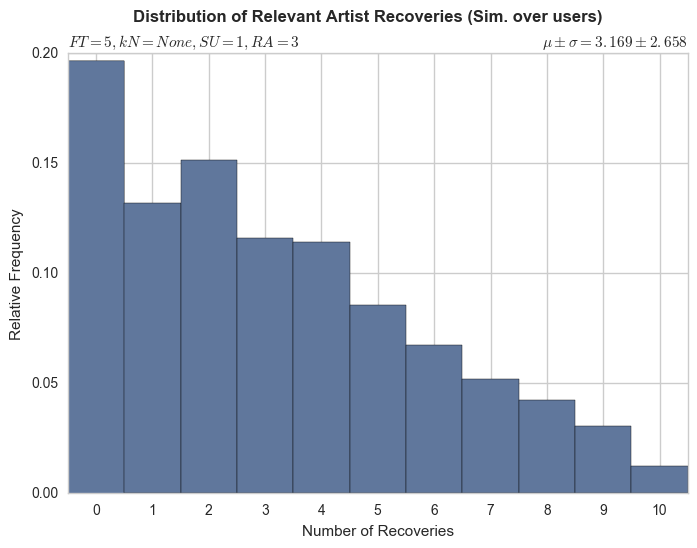 Distribution of Relevant Artist Recoveries (Sim. over users)
FT = 5, kN = None, SU = 1, RA = 3
μ ± σ = 3.169 ± 2.658
0.20
0.15
0.10
0.05
0.00
Relative Frequency
0 1 2 3 4 5 6 7 8 9 10
Number of Recoveries